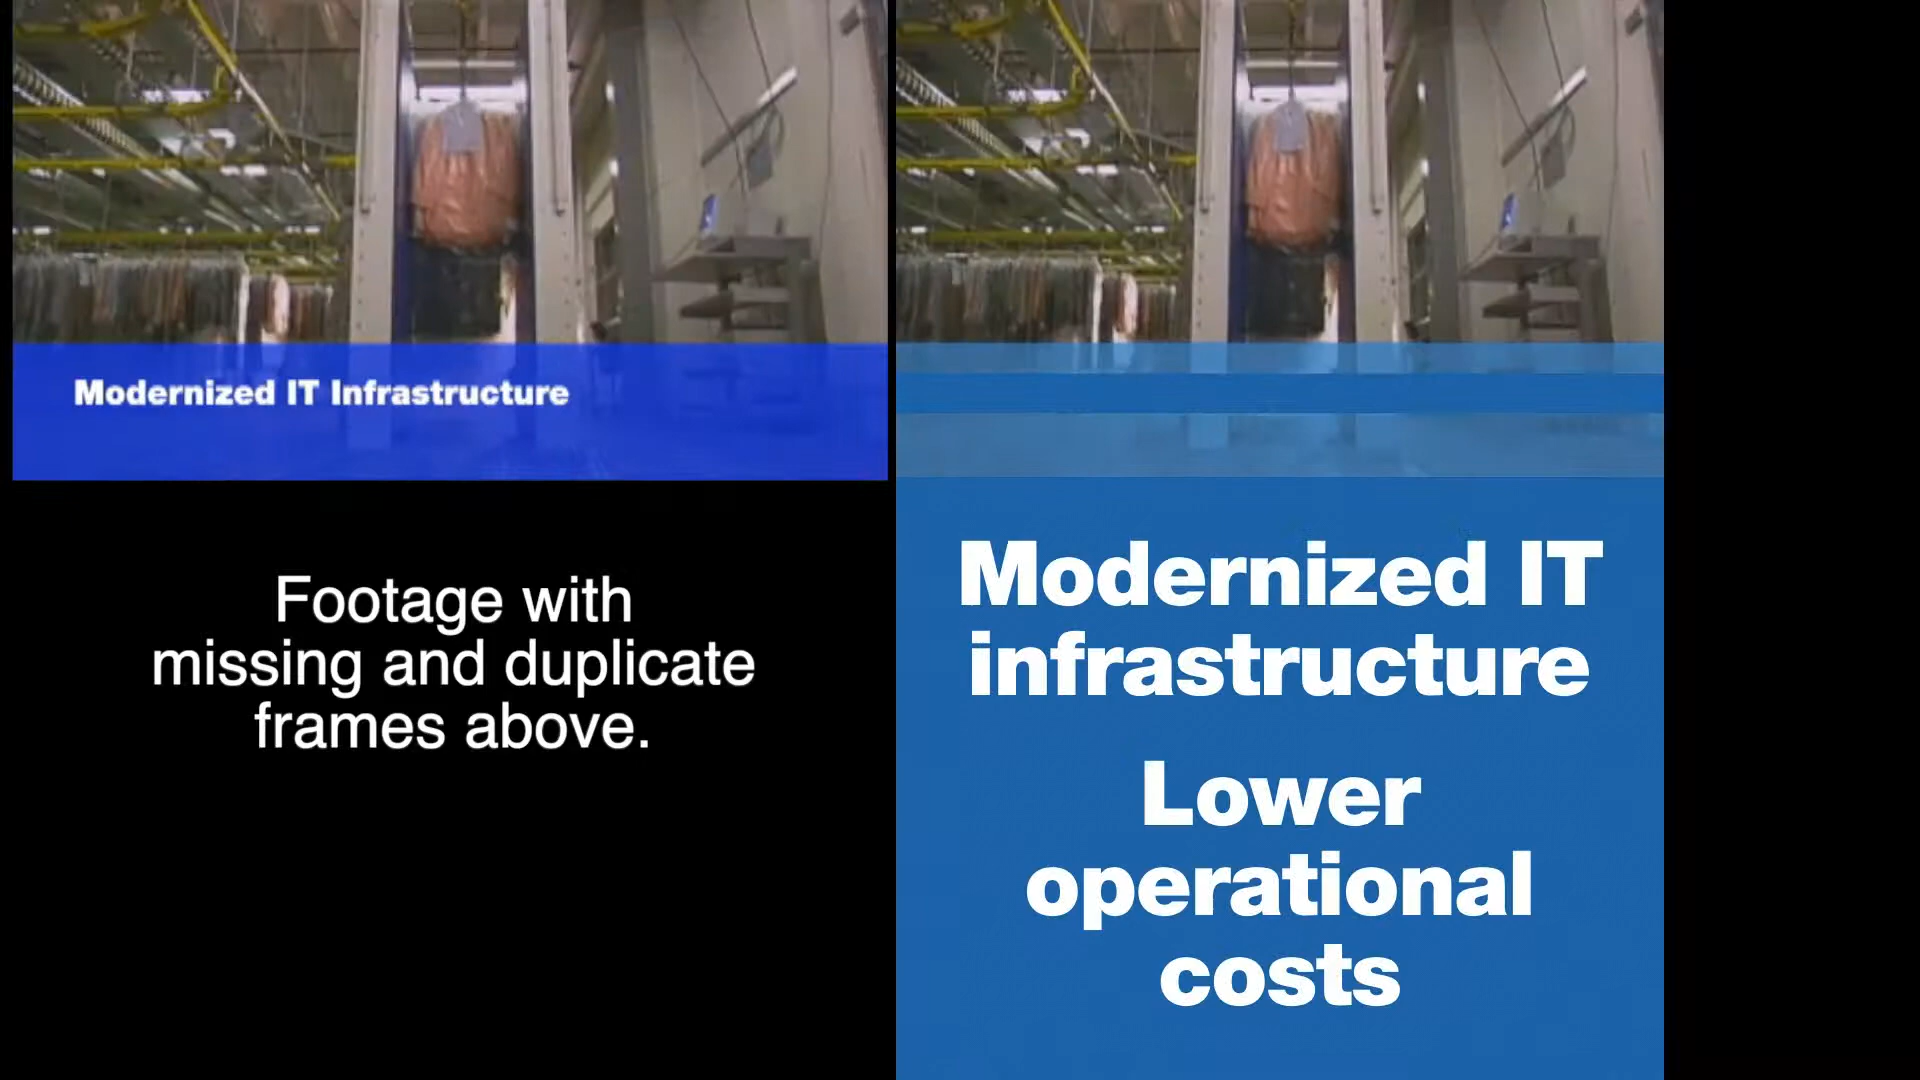 Modernized IT Infrastructure
Footage with
missing and duplicate
frames above.
Modernized IT
infrastructure
Lower
operational
costs